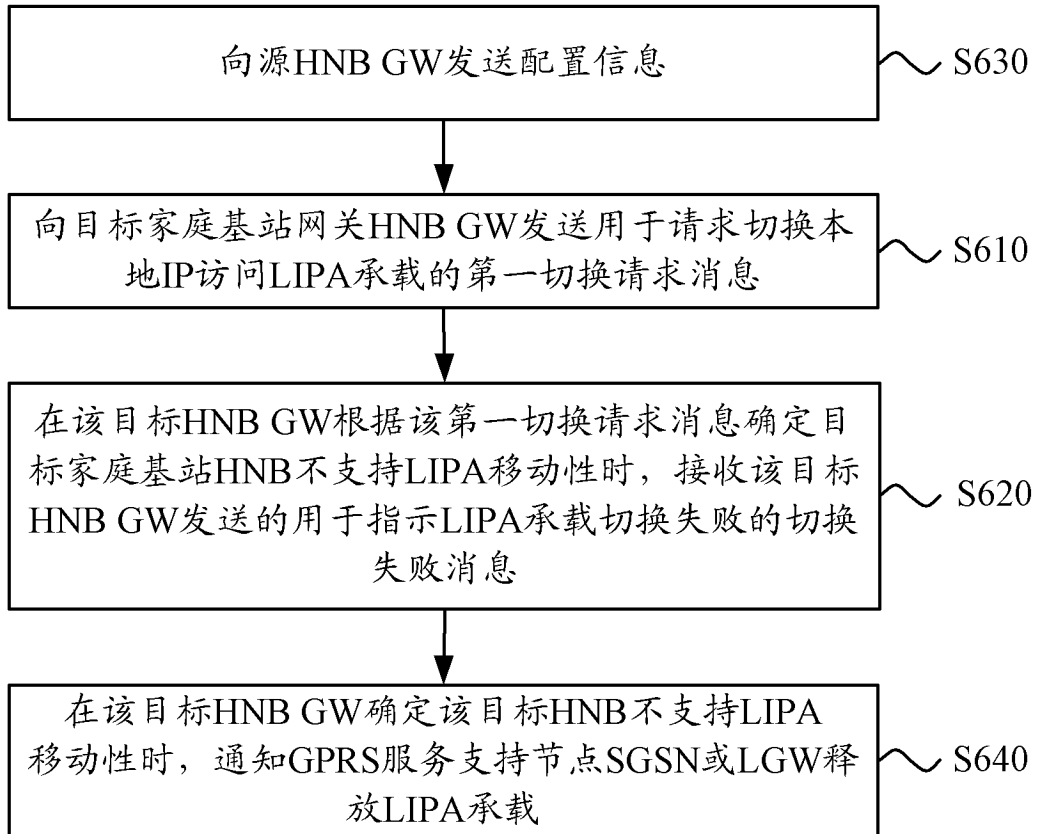 向源HNB GW发送配置信息
S630
向目标家庭基站网关HNB GW发送用于请求切换本
地IP访问LIPA承载的第一切换请求消息
S610
在该目标HNB GW根据该第一切换请求消息确定目
标家庭基站HNB不支持LIPA移动性时，接收该目标
HNB GW发送的用于指示LIPA承载切换失败的切换
失败消息
S620
在该目标HNB GW确定该目标HNB不支持LIPA
移动性时，通知GPRS服务支持节点SGSN或LGW释
放LIPA承载
S640